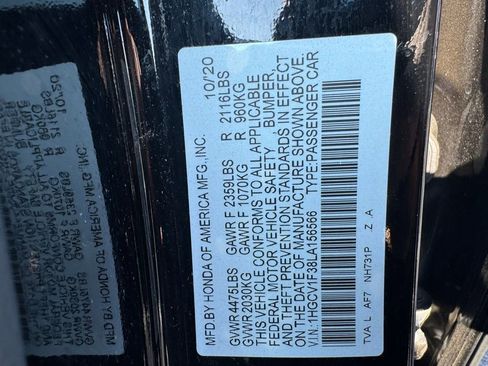 MFD BY HONDA OF AMERICA MFG.,INC. 10/20
GVWR 4475LBS GAWR F 2359LBS R 2116LBS
GVWR 2030KG GAWR F 1070KG R 960KG
THIS VEHICLE CONFORMS TO ALL APPLICABLE
FEDERAL MOTOR VEHICLE SAFETY , BUMPER,
AND THEFT PREVENTION STANDARDS IN EFFECT
ON THE DATE OF MANUFACTURE SHOWN ABOVE.
VIN:1HGCV1F38LA156566 TYPE:PASSENGER CAR
TVA L AF7 NH731P Z A